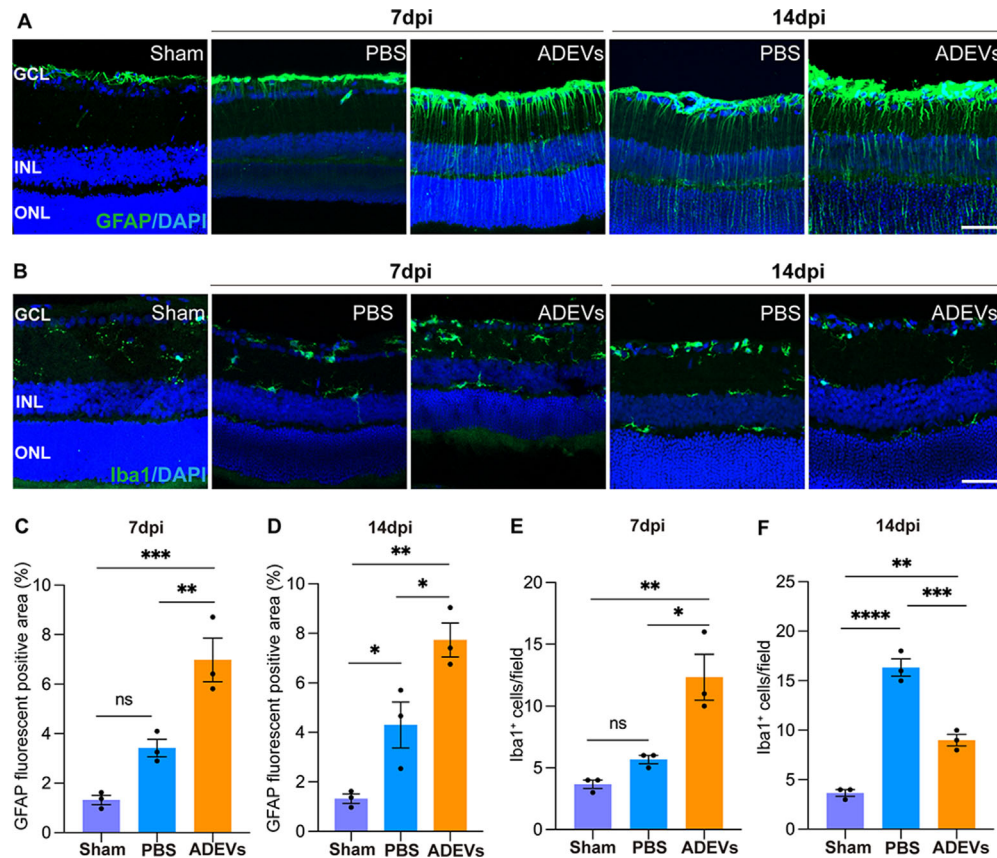 A
7dpi
14dpi
Sham
PBS
ADEVs
PBS
ADEVs
GCL
INL
ONL
GFAP/DAPI
B
7dpi
14dpi
Sham
PBS
ADEVs
PBS
ADEVs
GCL
INL
ONL
Iba1/DAPI
C
7dpi
GFAP fluorescent positive area (%)
10
8
6
4
2
0
***
**
ns
Sham PBS ADEVs
D
14dpi
GFAP fluorescent positive area (%)
10
8
6
4
2
0
**
*
*
Sham PBS ADEVs
E
7dpi
Iba1⁺ cells/field
20
15
10
5
0
**
*
ns
Sham PBS ADEVs
F
14dpi
Iba1⁺ cells/field
25
20
15
10
5
0
**
****
***
Sham PBS ADEVs